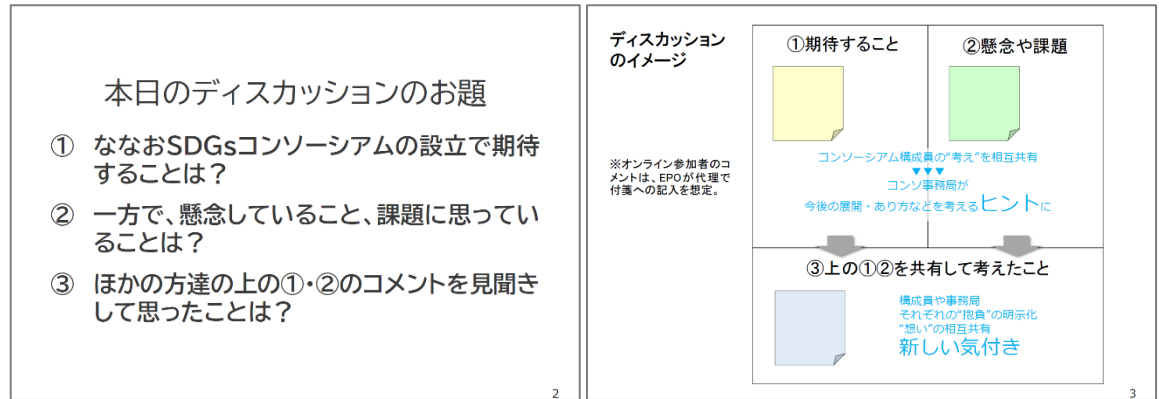 本日のディスカッションのお題
① ななおSDGsコンソーシアムの設立で期待
することは？
② 一方で、懸念していること、課題に思ってい
ることは？
③ ほかの方達の上の①・②のコメントを見聞き
して思ったことは？
2
ディスカッション
のイメージ
※オンライン参加者のコ
メントは、EPOが代理で
付箋への記入を想定。
①期待すること
②懸念や課題
コンソーシアム構成員の“考え”を相互共有
▼▼▼
コンソ事務局が
今後の展開・あり方などを考えるヒントに
③上の①②を共有して考えたこと
構成員や事務局
それぞれの“抱負”の明示化
“想い”の相互共有
新しい気付き
3